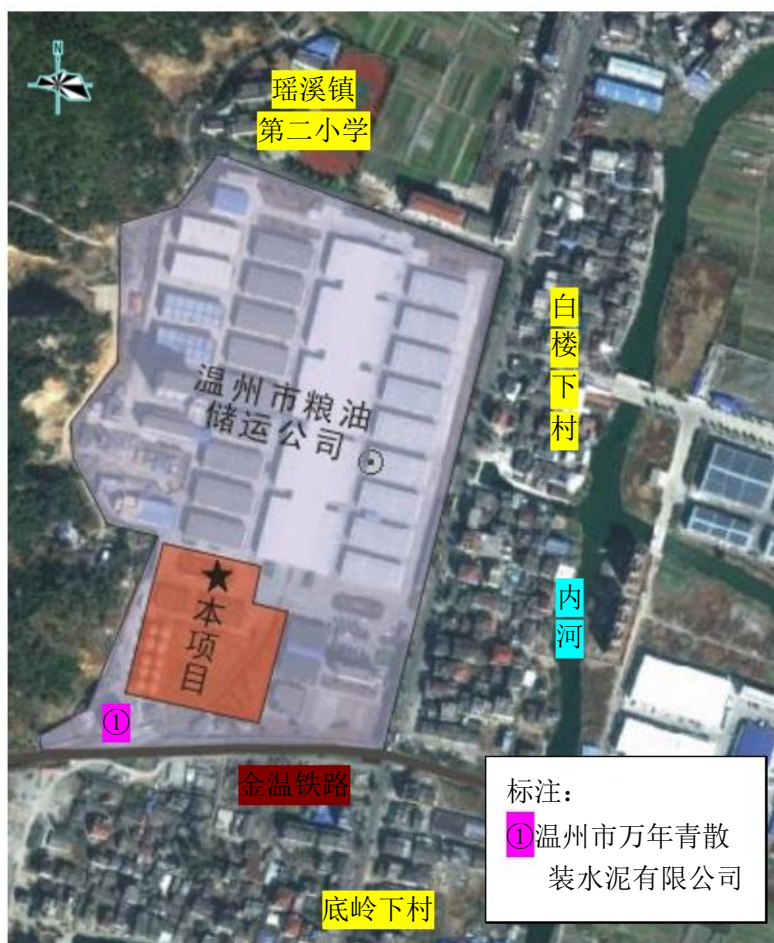 N
瑶溪镇
第二小学
温州市粮油
储运公司
白楼下村
★
本项目
内河
①
金温铁路
标注：
①温州市万年青散
装水泥有限公司
底岭下村